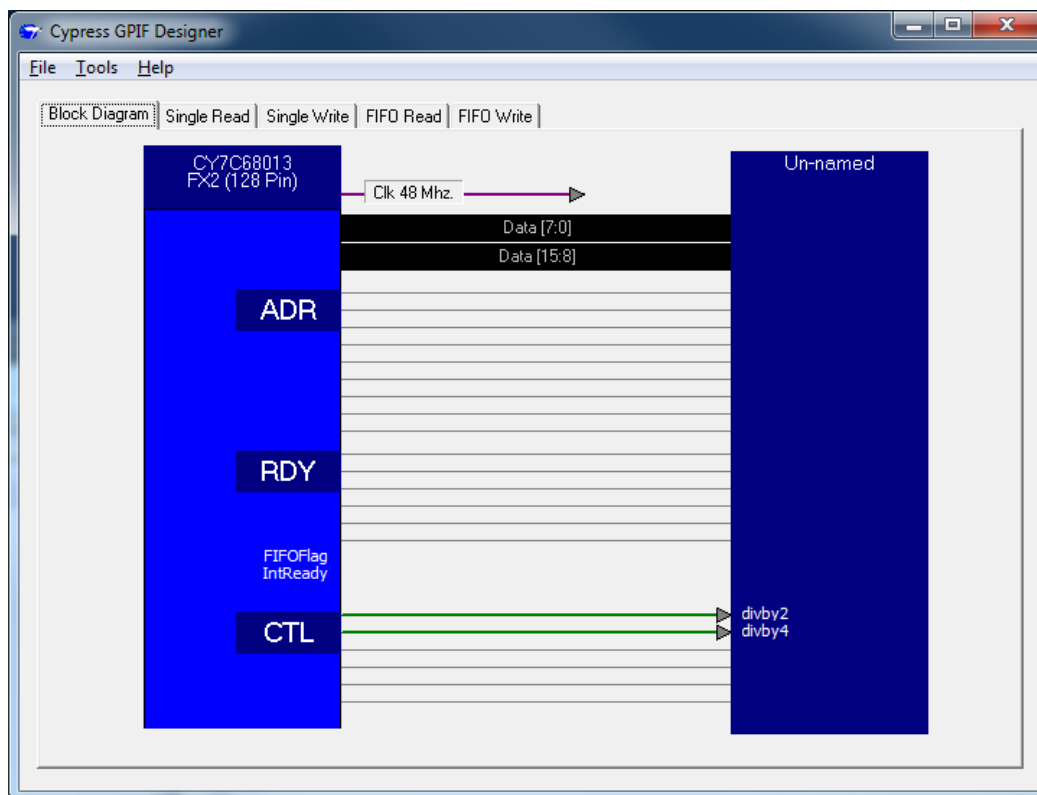 Cypress GPIF Designer
File Tools Help
Block Diagram Single Read Single Write FIFO Read FIFO Write
CY7C68013
FX2 (128 Pin)
Clk 48 Mhz.
Un-named
Data [7:0]
Data [15:8]
ADR
RDY
FIFOFlag
IntReady
CTL
divby2
divby4